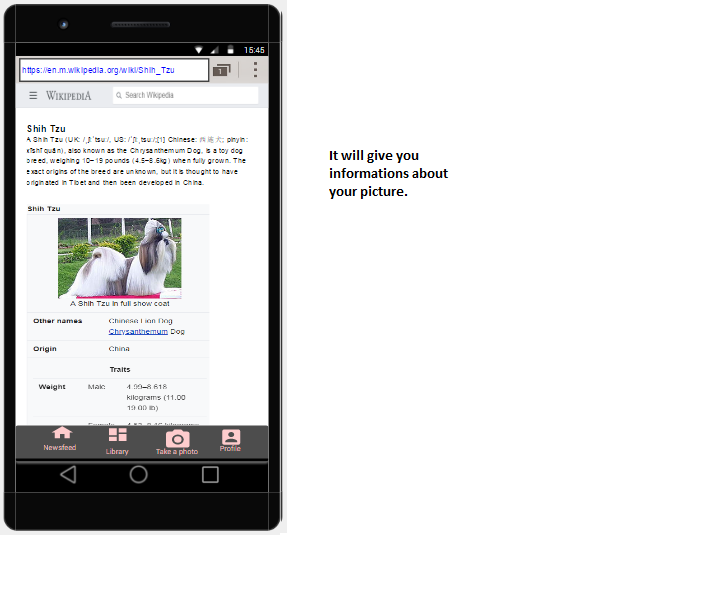 15:45
https://en.m.wikipedia.org/wiki/Shih_Tzu
1
WIKIPEDIA
Search Wikipedia
Shih Tzu
A Shih Tzu (UK: /ˌʃiːˈtsuː/, US: /ˈʃiːˌtsuː/;[1] Chinese: 西施犬; pinyin:
xīshī quǎn), also known as the Chrysanthemum Dog, is a toy dog
breed, weighing 10–19 pounds (4.5–8.6kg) when fully grown. The
exact origins of the breed are unknown, but it is thought to have
originated in Tibet and then been developed in China.
It will give you
informations about
your picture.
Shih Tzu
A Shih Tzu in full show coat
Other names Chinese Lion Dog
Chrysanthemum Dog
Origin China
Traits
Weight Male 4.99–8.618
kilograms (11.00
19.00 lb)
Newsfeed Library Take a photo Profile